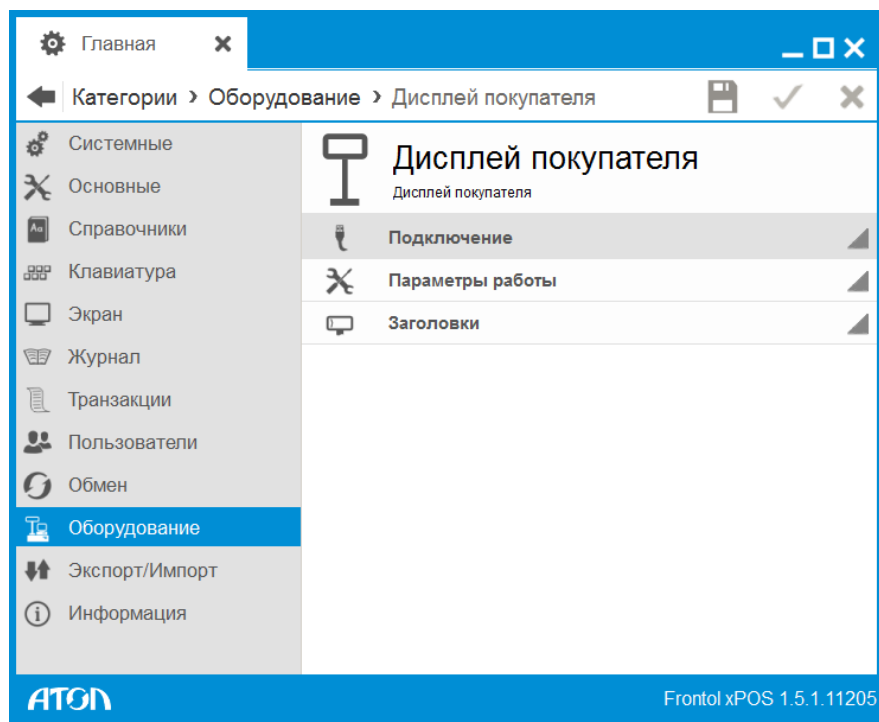 Главная
Категории › Оборудование › Дисплей покупателя
Системные
Основные
Справочники
Клавиатура
Экран
Журнал
Транзакции
Пользователи
Обмен
Оборудование
Экспорт/Импорт
Информация
Дисплей покупателя
Дисплей покупателя
Подключение
Параметры работы
Заголовки
ATOL
Frontol xPOS 1.5.1.11205